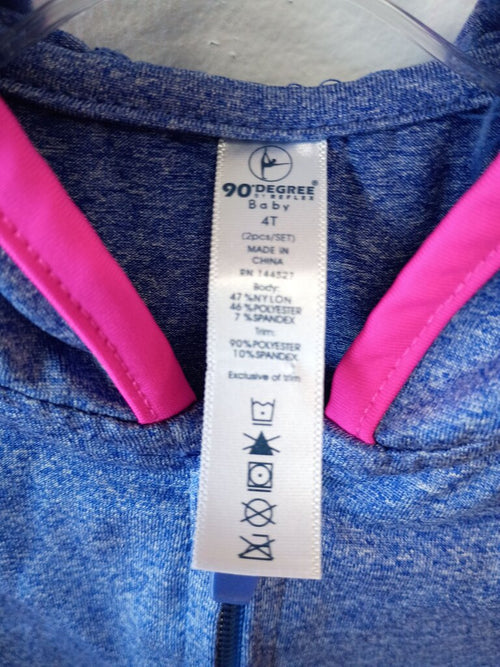 90°DEGREE®
BY REFLEX
Baby
4T
(2pcs/SET)
MADE IN
CHINA
RN 144527
Body:
47%NYLON
46%POLYESTER
7%SPANDEX
Trim:
90%POLYESTER
10%SPANDEX
Exclusive of trim